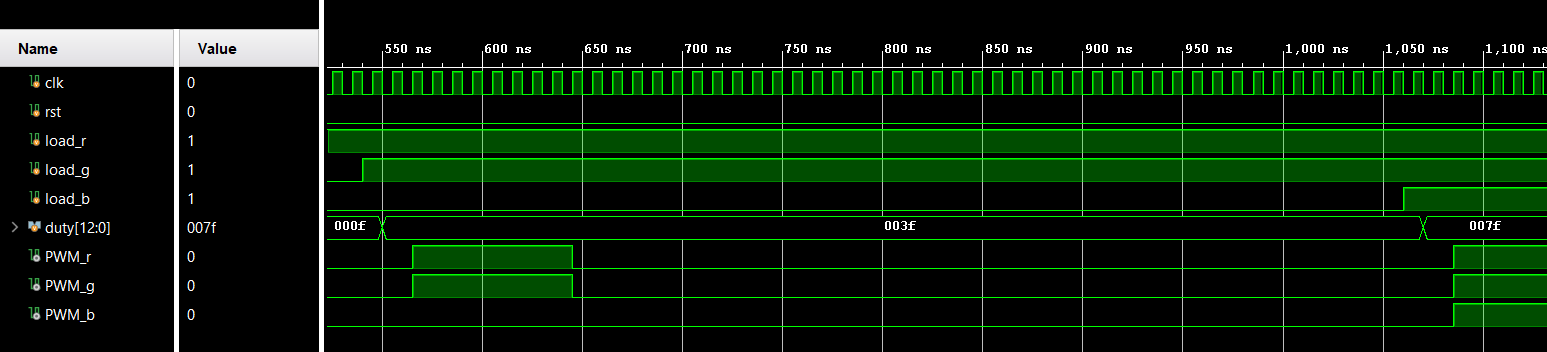 Name Value
550 ns 600 ns 650 ns 700 ns 750 ns 800 ns 850 ns 900 ns 950 ns 1,000 ns 1,050 ns 1,100 ns
clk 0
rst 0
load_r 1
load_g 1
load_b 1
duty[12:0] 007f 000f 003f 007f
PWM_r 0
PWM_g 0
PWM_b 0